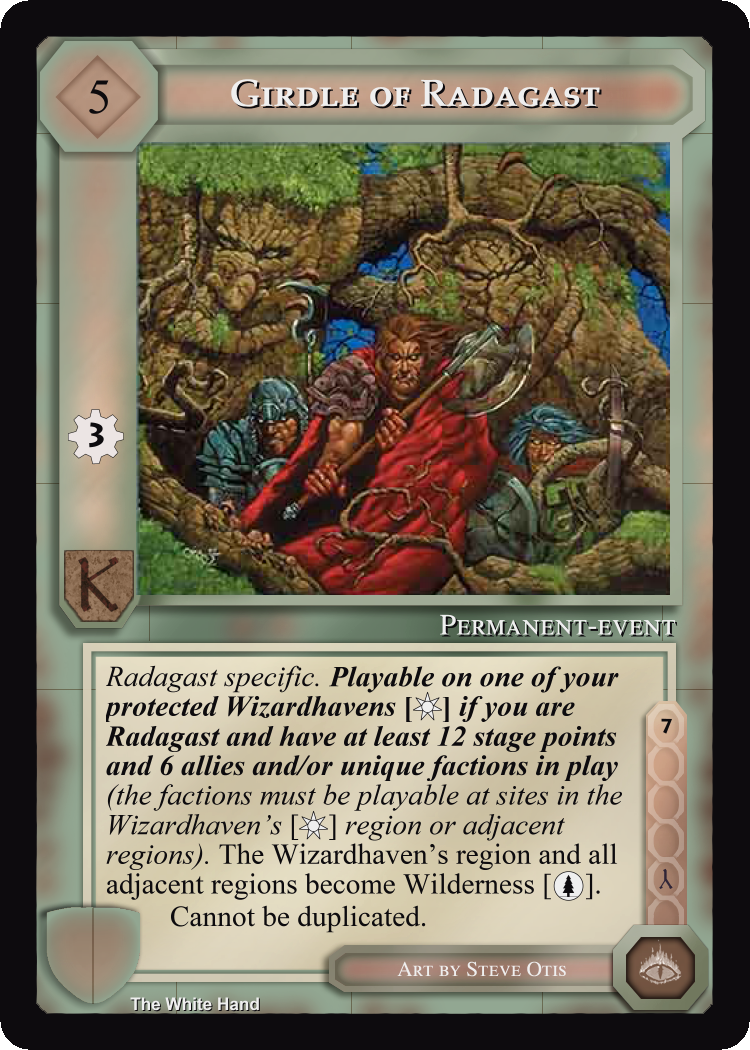 5
GIRDLE OF RADAGAST
3
K
PERMANENT-EVENT
Radagast specific. Playable on one of your
protected Wizardhavens [ ] if you are
Radagast and have at least 12 stage points
and 6 allies and/or unique factions in play
(the factions must be playable at sites in the
Wizardhaven's [ ] region or adjacent
regions). The Wizardhaven's region and all
adjacent regions become Wilderness [ ].
Cannot be duplicated.
7
ART BY STEVE OTIS
The White Hand